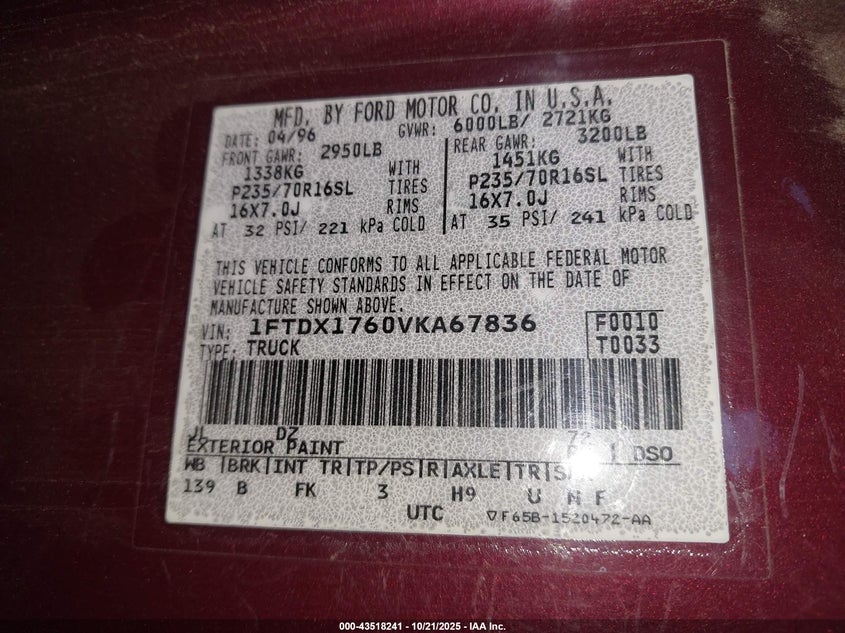 MFD. BY FORD MOTOR CO. IN U.S.A.
DATE: 04/96 GVWR: 6000LB/ 2721KG
FRONT GAWR: 2950LB REAR GAWR: 3200LB
1338KG WITH 1451KG WITH
P235/70R16SL TIRES P235/70R16SL TIRES
16X7.0J RIMS 16X7.0J RIMS
AT 32 PSI/ 221 kPa COLD AT 35 PSI/ 241 kPa COLD
THIS VEHICLE CONFORMS TO ALL APPLICABLE FEDERAL MOTOR
VEHICLE SAFETY STANDARDS IN EFFECT ON THE DATE OF
MANUFACTURE SHOWN ABOVE.
VIN: 1FTDX1760VKA67836 F0010
TYPE: TRUCK T0033
JL DZ 72
EXTERIOR PAINT DSO
WB BRK INT TR TP/PS R AXLE TR
139 B FK 3 H9 U N F
UTC ▽F65B-1520472-AA
000-43518241 - 10/21/2025 - IAA Inc.